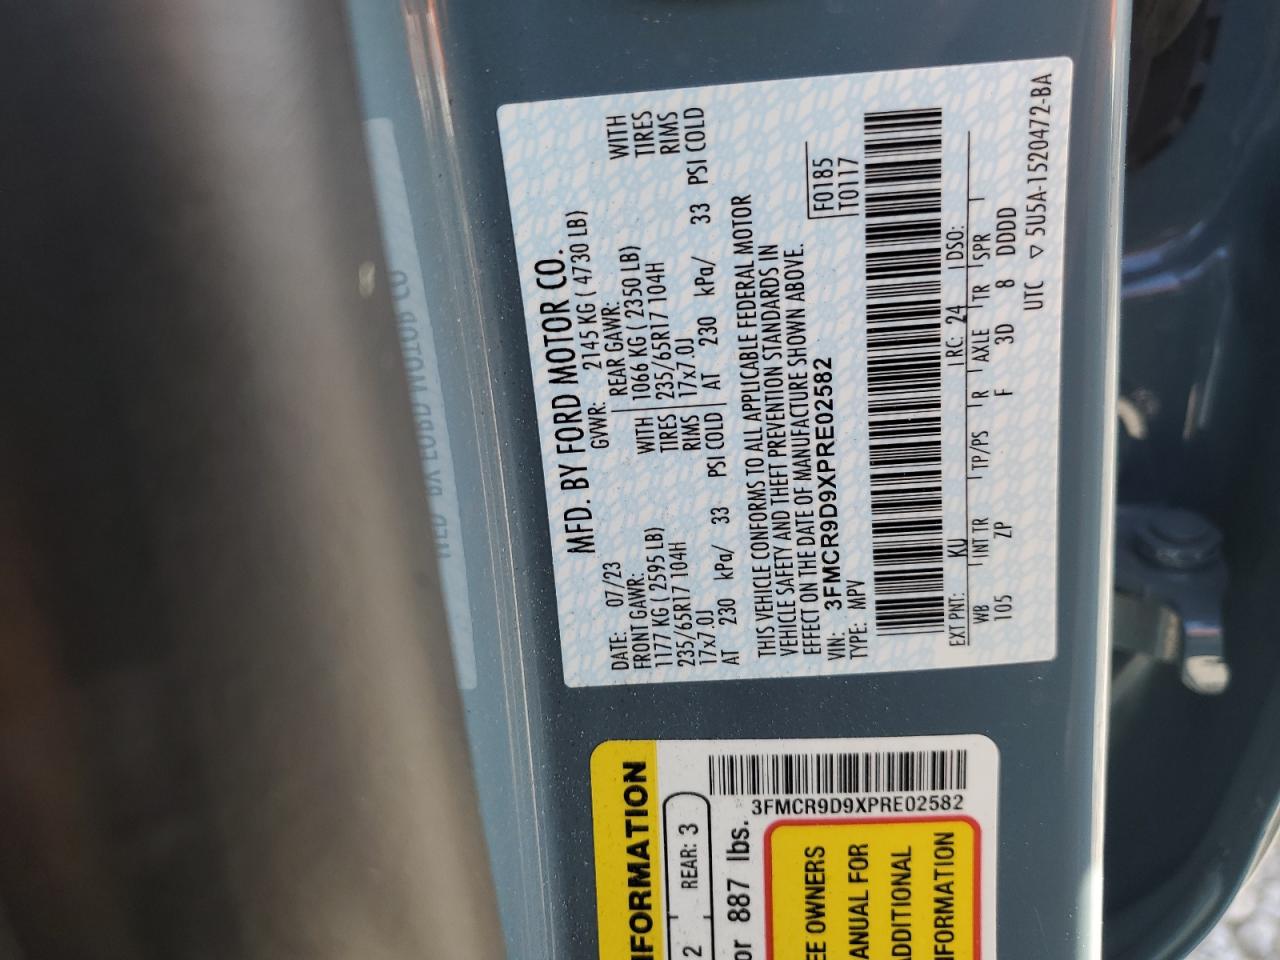 MFD. BY FORD MOTOR CO.
DATE: 07/23 GVWR: 2145 KG ( 4730 LB)
FRONT GAWR: REAR GAWR:
1177 KG ( 2595 LB) WITH 1066 KG ( 2350 LB) WITH
235/65R17 104H TIRES 235/65R17 104H TIRES
17x7.0J RIMS 17x7.0J RIMS
AT 230 kPa/ 33 PSI COLD AT 230 kPa/ 33 PSI COLD
THIS VEHICLE CONFORMS TO ALL APPLICABLE FEDERAL MOTOR
VEHICLE SAFETY AND THEFT PREVENTION STANDARDS IN
EFFECT ON THE DATE OF MANUFACTURE SHOWN ABOVE.
VIN: 3FMCR9D9XPRE02582 F0185
TYPE: MPV T0117
EXT PNT: KU RC: 24 DSO:
WB INT TR TP/PS R AXLE TR SPR
105 ZP F 3D 8 DDDD
UTC ▽ 5U5A-1520472-BA
FORMATION
2 REAR: 3
or 887 lbs.
3FMCR9D9XPRE02582
EE OWNERS
ANUAL FOR
ADDITIONAL
FORMATION